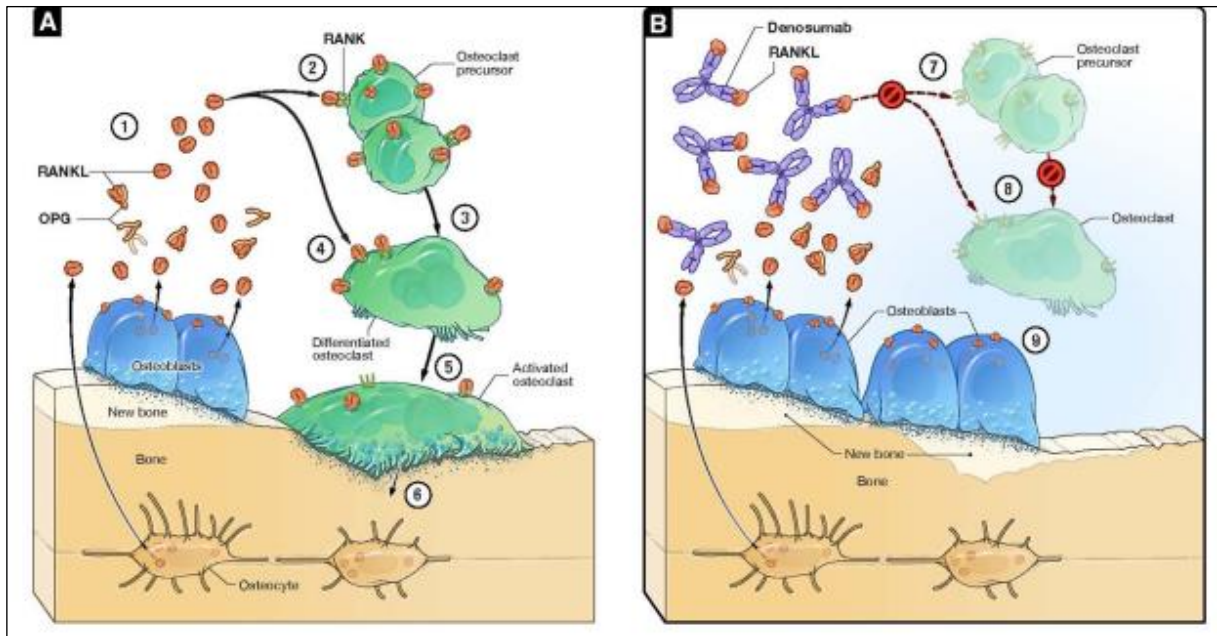 A
RANK
2
Osteoclast
precursor
1
RANKL
OPG
3
4
Differentiated
osteoclast
5
Activated
osteoclast
Osteoblasts
New bone
Bone
6
Osteocyte
B
Denosumab
RANKL
7
Osteoclast
precursor
8
Osteoclast
Osteoblasts
9
New bone
Bone